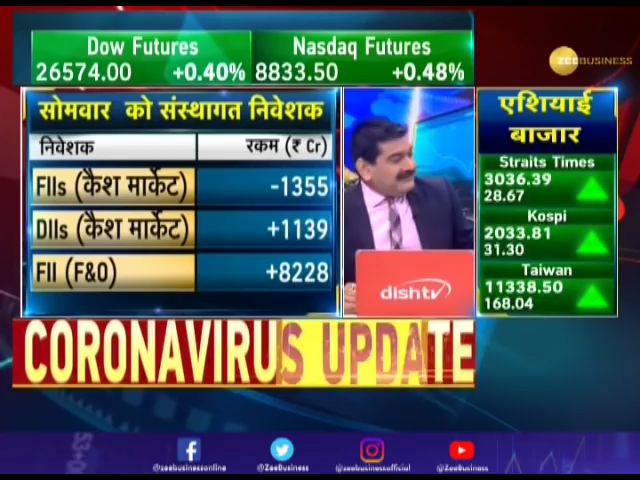 Dow Futures
26574.00 +0.40%
Nasdaq Futures
8833.50 +0.48%
ZEEBUSINESS
सोमवार को संस्थागत निवेशक
निवेशक रकम (₹ Cr)
FIIs (कैश मार्केट) -1355
DIIs (कैश मार्केट) +1139
FII (F&O) +8228
dishtv
एशियाई
बाजार
Straits Times
3036.39
28.67
Kospi
2033.81
31.30
Taiwan
11338.50
168.04
CORONAVIRUS UPDATE
@zeebusinessonline
@ZeeBusiness
@zeebusinessofficial
@ZeeBusiness